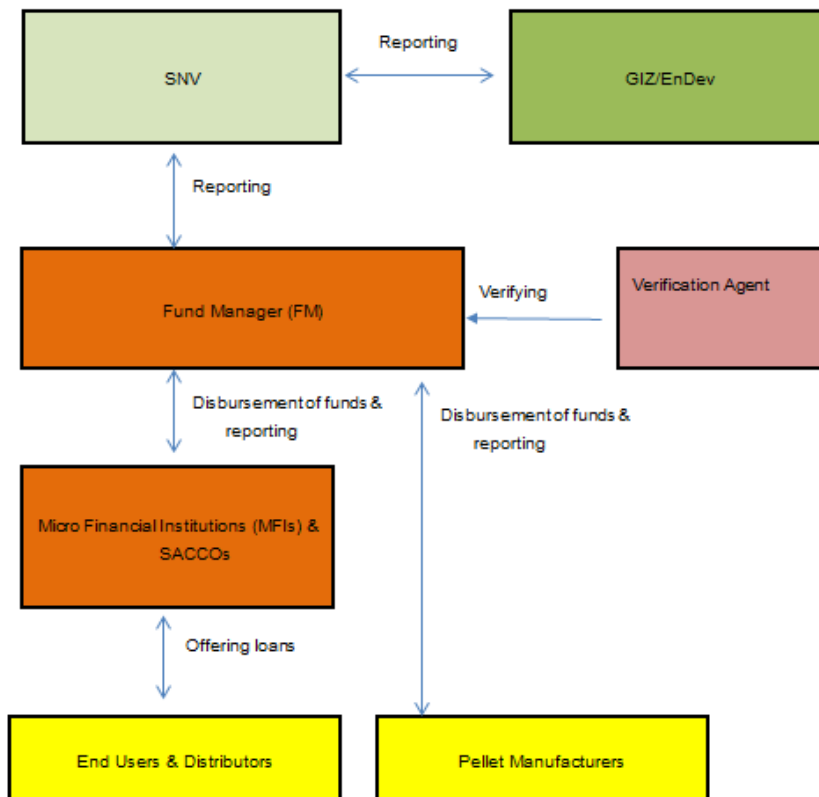 Reporting
SNV
GIZ/EnDev
Reporting
Fund Manager (FM)
Verifying
Verification Agent
Disbursement of funds &
reporting
Disbursement of funds &
reporting
Micro Financial Institutions (MFIs) &
SACCOs
Offering loans
End Users & Distributors
Pellet Manufacturers